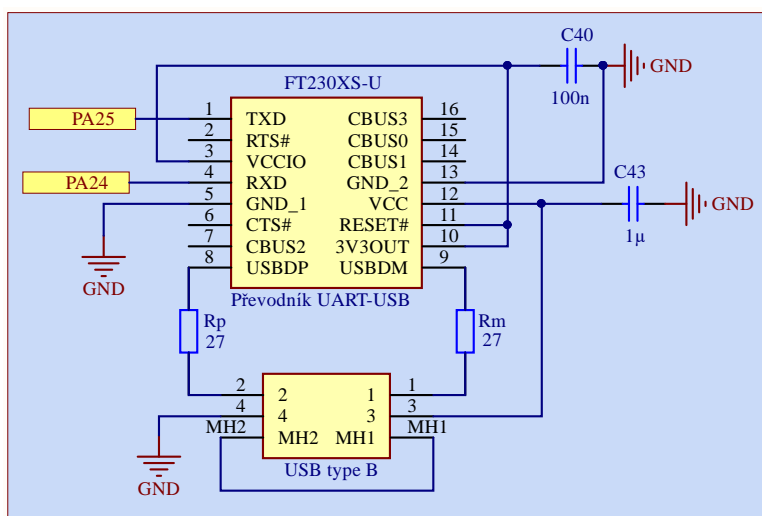 C40
GND
100n
FT230XS-U
PA25
1 TXD CBUS3 16
2 RTS# CBUS0 15
3 VCCIO CBUS1 14
PA24
4 RXD GND_2 13
5 GND_1 VCC 12
6 CTS# RESET# 11
7 CBUS2 3V3OUT 10
8 USBDP USBDM 9
C43
GND
1µ
GND
Převodník UART-USB
Rp
27
Rm
27
2 2 1 1
4 4 3 3
MH2 MH2 MH1 MH1
USB type B
GND